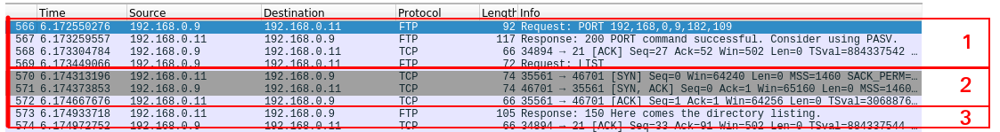 Time Source Destination Protocol Length Info
566 6.172550276 192.168.0.9 192.168.0.11 FTP 92 Request: PORT 192,168,0,9,182,109
567 6.173259557 192.168.0.11 192.168.0.9 FTP 117 Response: 200 PORT command successful. Consider using PASV.
568 6.173304784 192.168.0.9 192.168.0.11 TCP 66 34894 → 21 [ACK] Seq=27 Ack=52 Win=502 Len=0 TSval=884337542 …
1
569 6.173449066 192.168.0.9 192.168.0.11 FTP 72 Request: LIST
570 6.174313196 192.168.0.11 192.168.0.9 TCP 74 35561 → 46701 [SYN] Seq=0 Win=64240 Len=0 MSS=1460 SACK_PERM=…
571 6.174373853 192.168.0.9 192.168.0.11 TCP 74 46701 → 35561 [SYN, ACK] Seq=0 Ack=1 Win=65160 Len=0 MSS=1460…
2
572 6.174667676 192.168.0.11 192.168.0.9 TCP 66 35561 → 46701 [ACK] Seq=1 Ack=1 Win=64256 Len=0 TSval=3068876…
573 6.174933718 192.168.0.11 192.168.0.9 FTP 105 Response: 150 Here comes the directory listing.
3
574 6.174972752 192.168.0.9 192.168.0.11 TCP 66 34894 → 21 [ACK] Seq=33 Ack=91 Win=502 Len=0 TSval=884337544 …